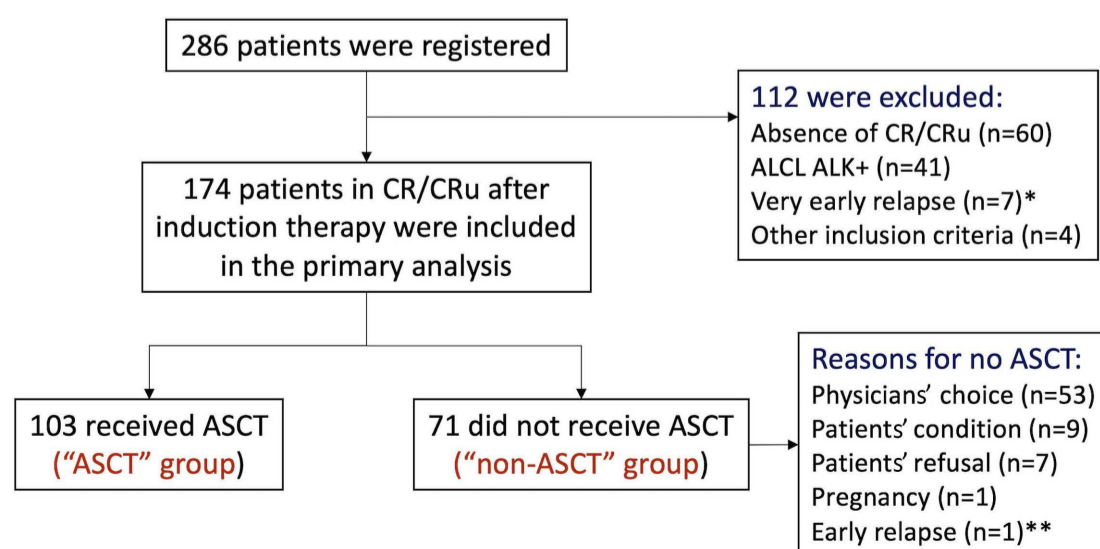 286 patients were registered
112 were excluded:
Absence of CR/CRu (n=60)
ALCL ALK+ (n=41)
Very early relapse (n=7)*
Other inclusion criteria (n=4)
174 patients in CR/CRu after
induction therapy were included
in the primary analysis
103 received ASCT
(“ASCT” group)
71 did not receive ASCT
(“non-ASCT” group)
Reasons for no ASCT:
Physicians’ choice (n=53)
Patients’ condition (n=9)
Patients’ refusal (n=7)
Pregnancy (n=1)
Early relapse (n=1)**